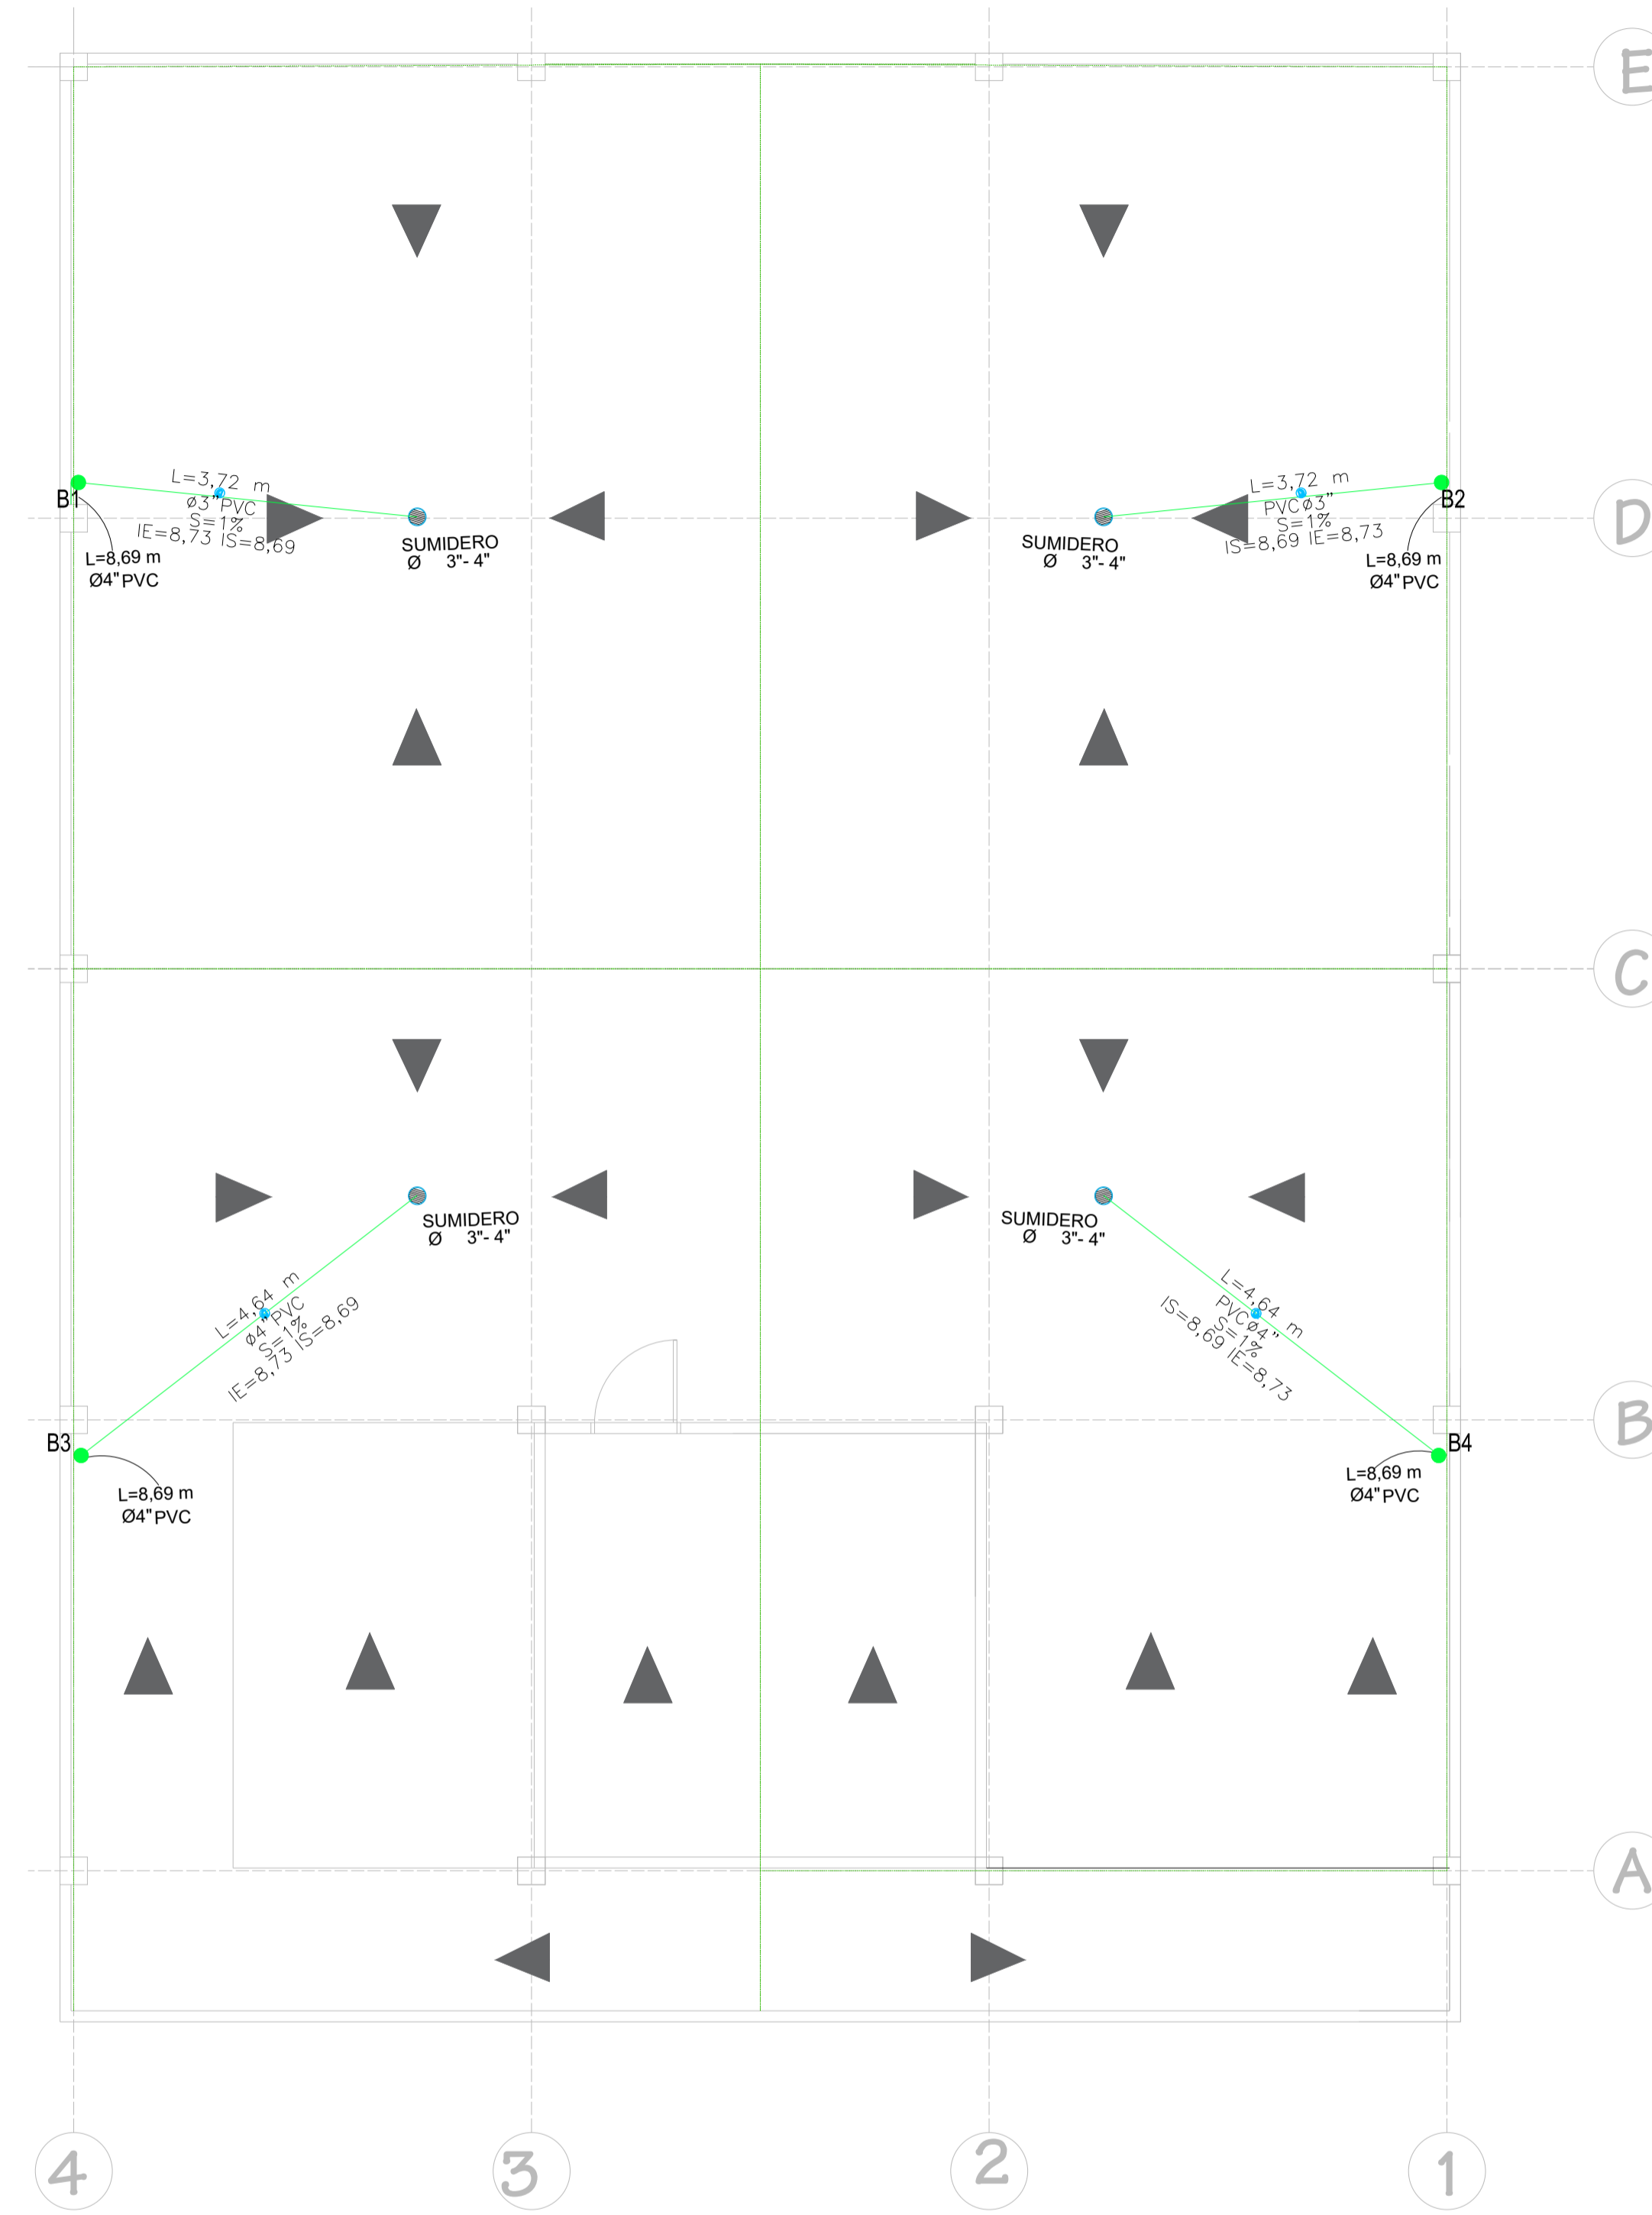 E
L=3,72 m
ø3"PVC
S=1%
IE=8,73 IS=8,69
B1
L=8,69 m
Ø4" PVC
SUMIDERO
Ø 3"- 4"
SUMIDERO
Ø 3"- 4"
L=3,72 m
PVCø3"
S=1%
IS=8,69 IE=8,73
B2
L=8,69 m
Ø4" PVC
D
C
SUMIDERO
Ø 3"- 4"
SUMIDERO
Ø 3"- 4"
L=4,64 m
ø4"PVC
S=1%
IE=8,73 IS=8,69
L=4,64 m
PVCø4"
S=1%
IS=8,69 IE=8,73
B
B3
L=8,69 m
Ø4" PVC
B4
L=8,69 m
Ø4" PVC
A
4
3
2
1